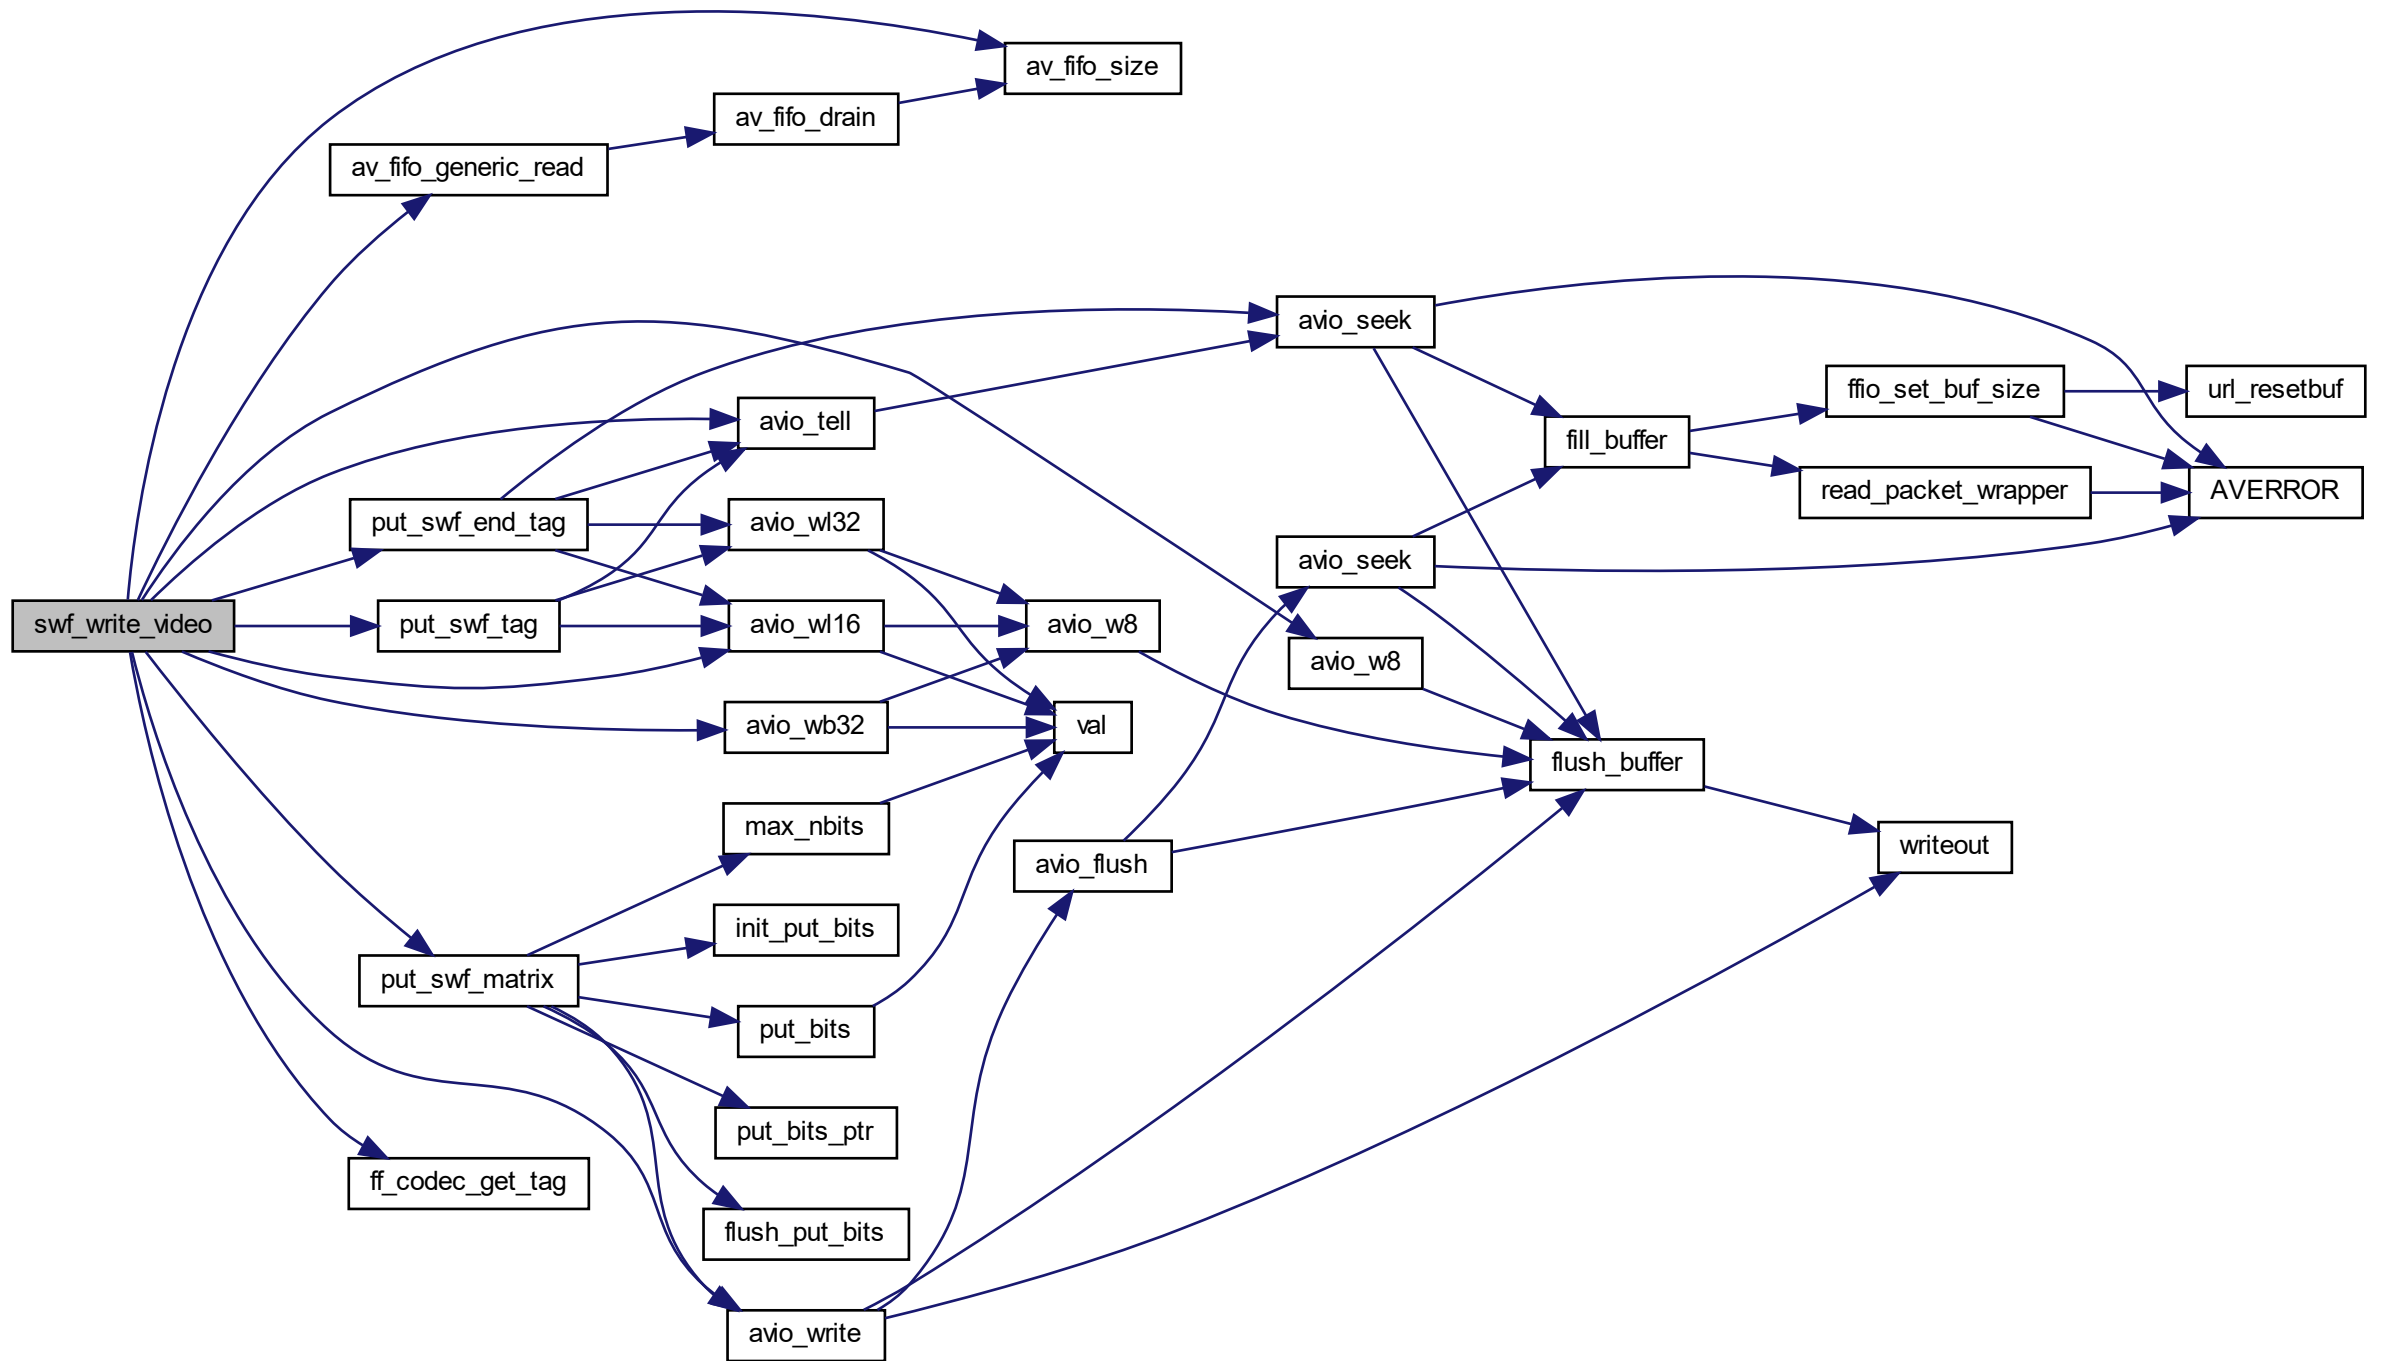 av_fifo_size
av_fifo_drain
av_fifo_generic_read
avio_seek
ffio_set_buf_size
url_resetbuf
avio_tell
fill_buffer
read_packet_wrapper
AVERROR
put_swf_end_tag
avio_wl32
avio_seek
swf_write_video
put_swf_tag
avio_wl16
avio_w8
avio_w8
avio_wb32
val
flush_buffer
max_nbits
writeout
avio_flush
init_put_bits
put_swf_matrix
put_bits
put_bits_ptr
ff_codec_get_tag
flush_put_bits
avio_write